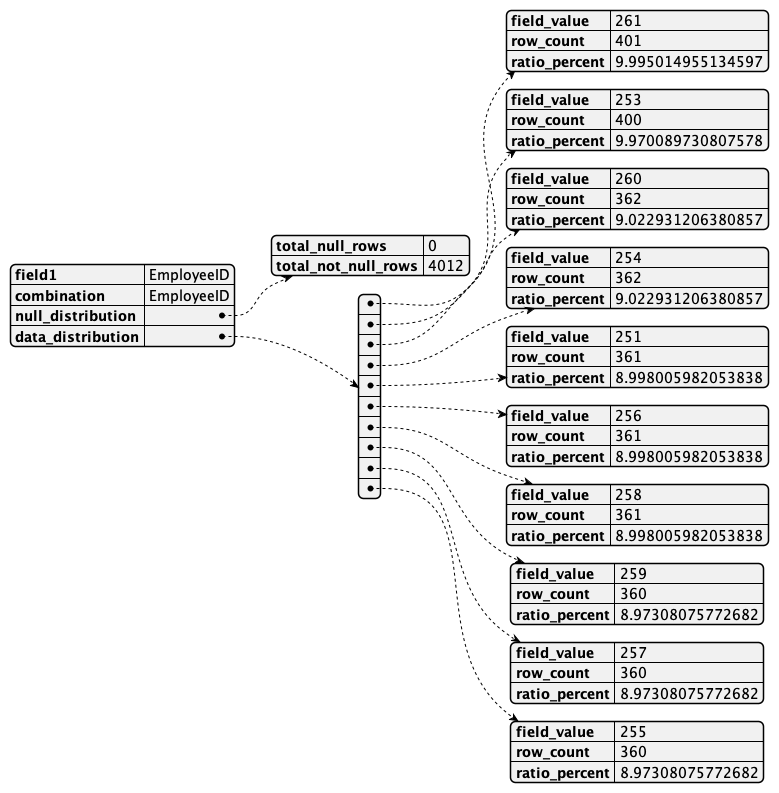 field1 EmployeeID
combination EmployeeID
null_distribution
data_distribution
total_null_rows 0
total_not_null_rows 4012
field_value 261
row_count 401
ratio_percent 9.995014955134597
field_value 253
row_count 400
ratio_percent 9.970089730807578
field_value 260
row_count 362
ratio_percent 9.022931206380857
field_value 254
row_count 362
ratio_percent 9.022931206380857
field_value 251
row_count 361
ratio_percent 8.998005982053838
field_value 256
row_count 361
ratio_percent 8.998005982053838
field_value 258
row_count 361
ratio_percent 8.998005982053838
field_value 259
row_count 360
ratio_percent 8.97308075772682
field_value 257
row_count 360
ratio_percent 8.97308075772682
field_value 255
row_count 360
ratio_percent 8.97308075772682